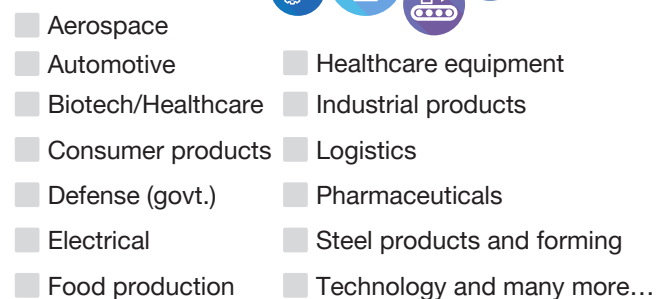 Aerospace
Automotive
Biotech/Healthcare
Consumer products
Defense (govt.)
Electrical
Food production
Healthcare equipment
Industrial products
Logistics
Pharmaceuticals
Steel products and forming
Technology and many more…